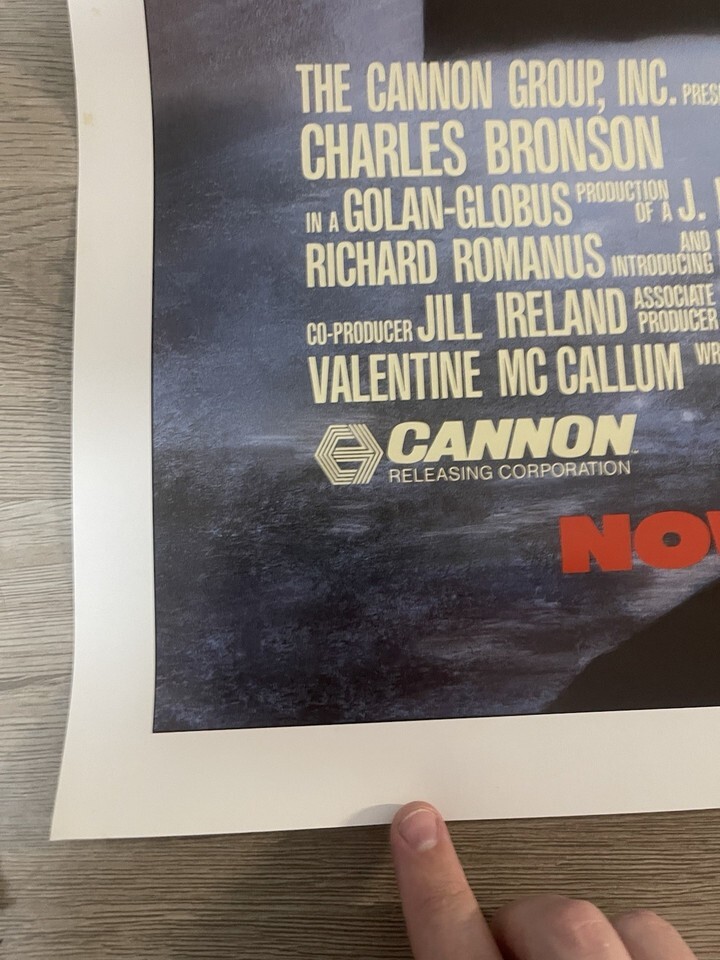 THE CANNON GROUP, INC.
CHARLES BRONSON
IN A GOLAN-GLOBUS PRODUCTION OF A J.
RICHARD ROMANUS AND INTRODUCING
CO-PRODUCER JILL IRELAND ASSOCIATE PRODUCER
VALENTINE MC CALLUM
CANNON
RELEASING CORPORATION